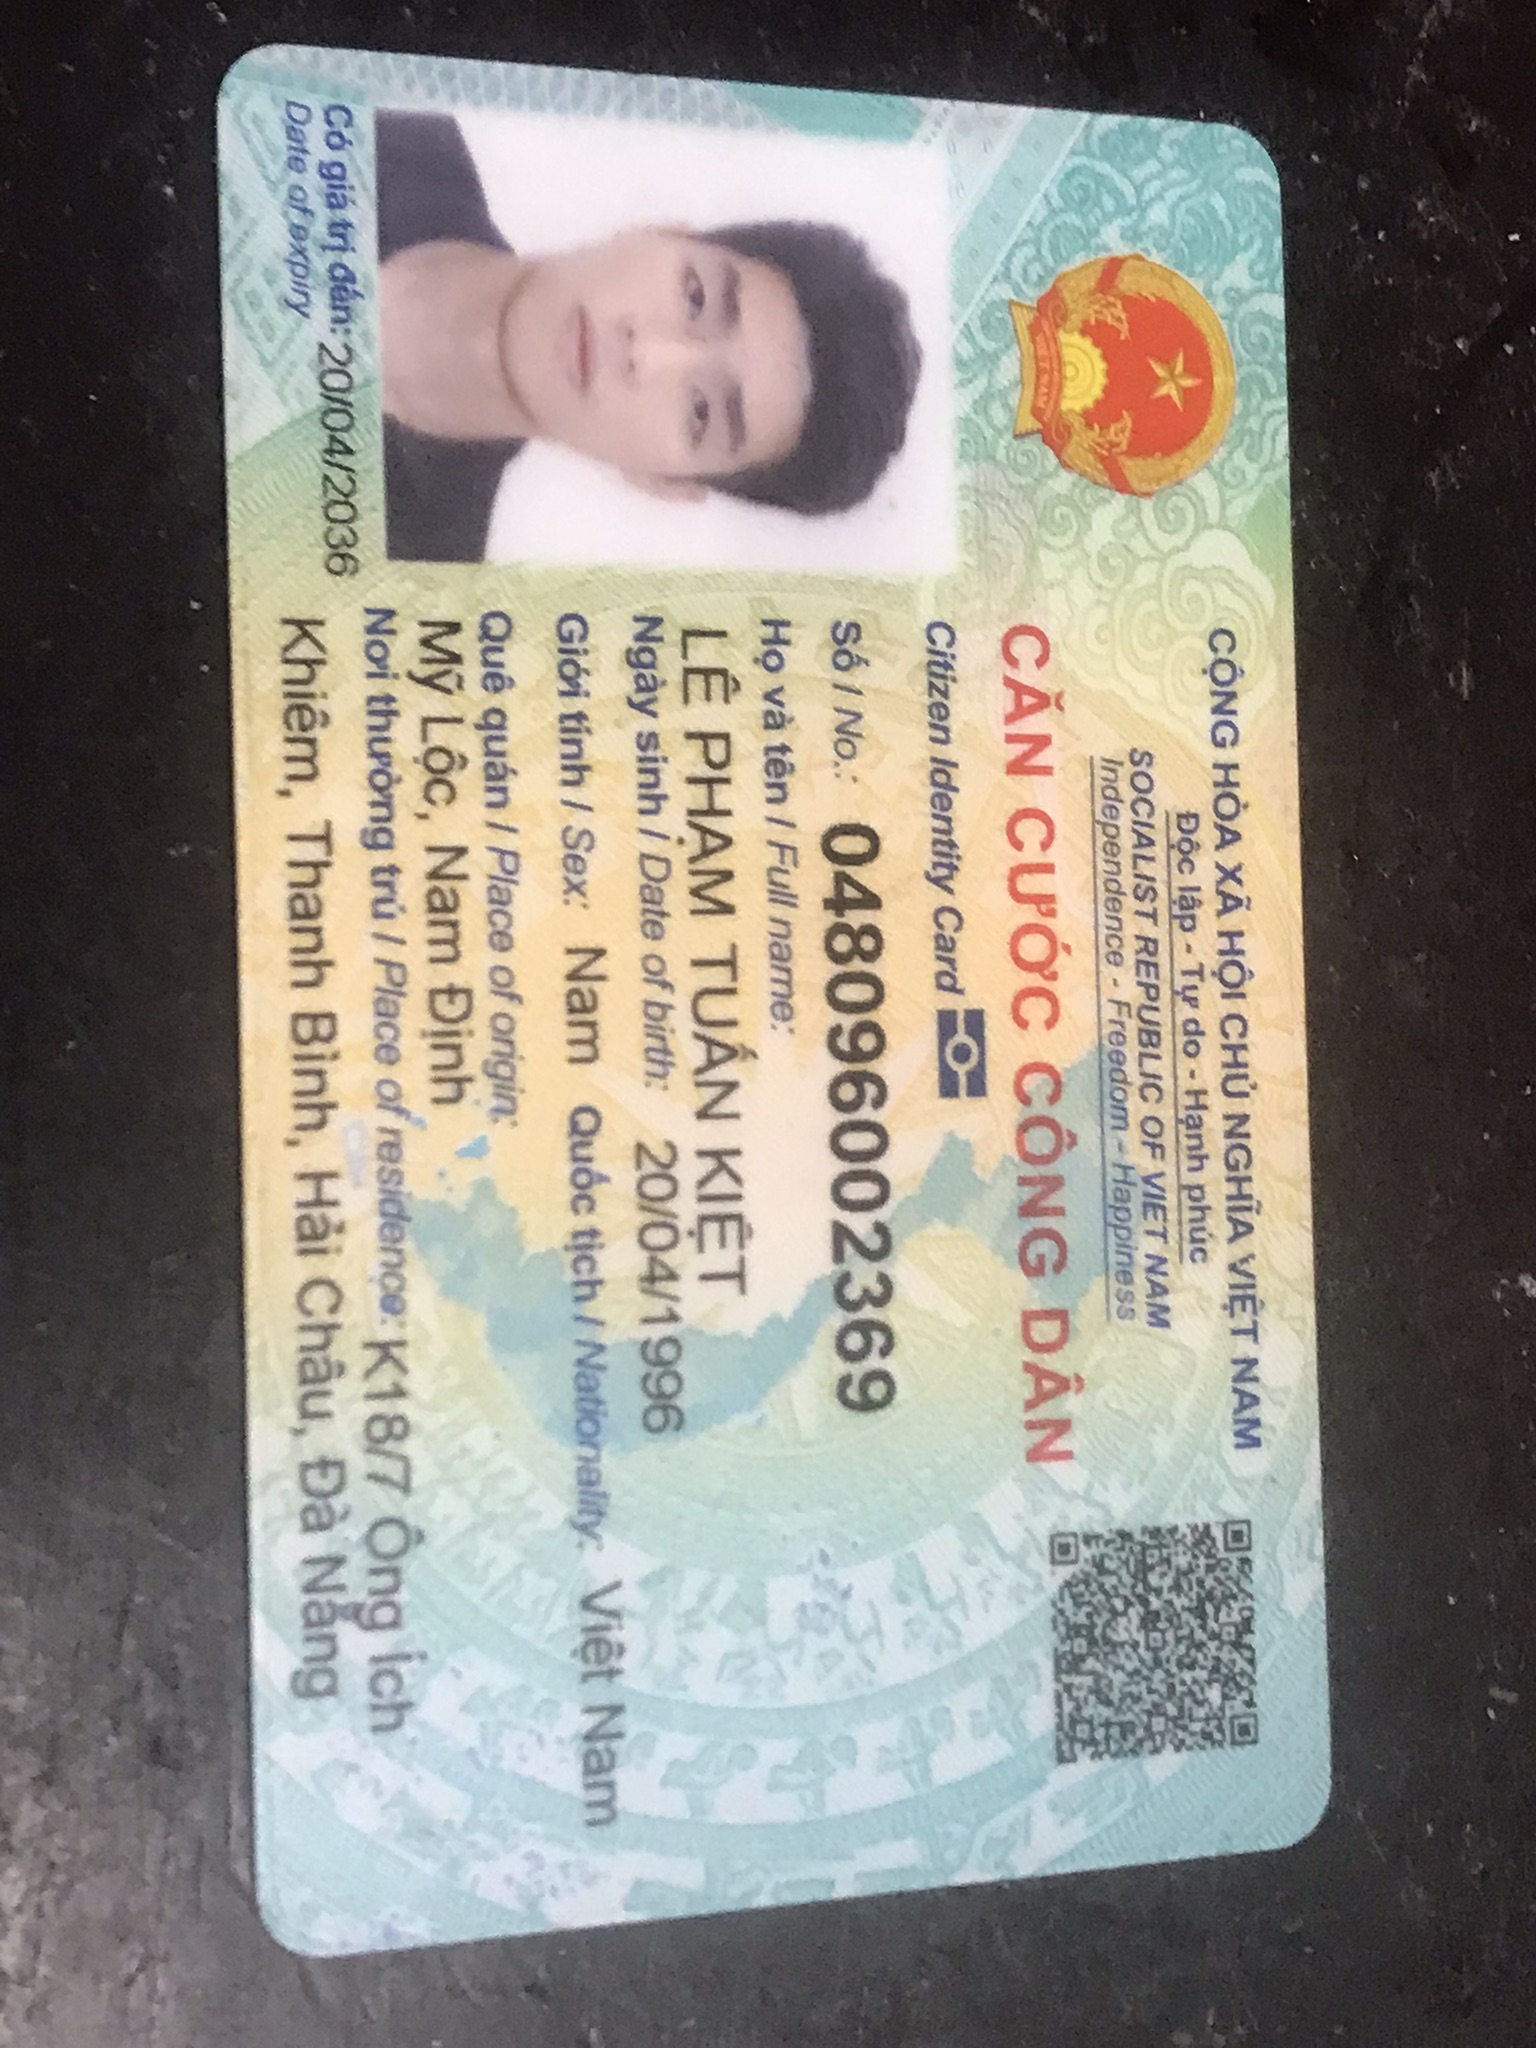 CỘNG HÒA XÃ HỘI CHỦ NGHĨA VIỆT NAM
Độc lập - Tự do - Hạnh phúc
SOCIALIST REPUBLIC OF VIET NAM
Independence - Freedom - Happiness
CĂN CƯỚC CÔNG DÂN
Citizen Identity Card
Số / No.: 048096002369
Họ và tên / Full name:
LÊ PHẠM TUẤN KIỆT
Ngày sinh / Date of birth: 20/04/1996
Giới tính / Sex: Nam Quốc tịch / Nationality: Việt Nam
Quê quán / Place of origin:
Mỹ Lộc, Nam Định
Nơi thường trú / Place of residence: K18/7 Ông Ích
Khiêm, Thanh Bình, Hải Châu, Đà Nẵng
Có giá trị đến: 20/04/2036
Date of expiry